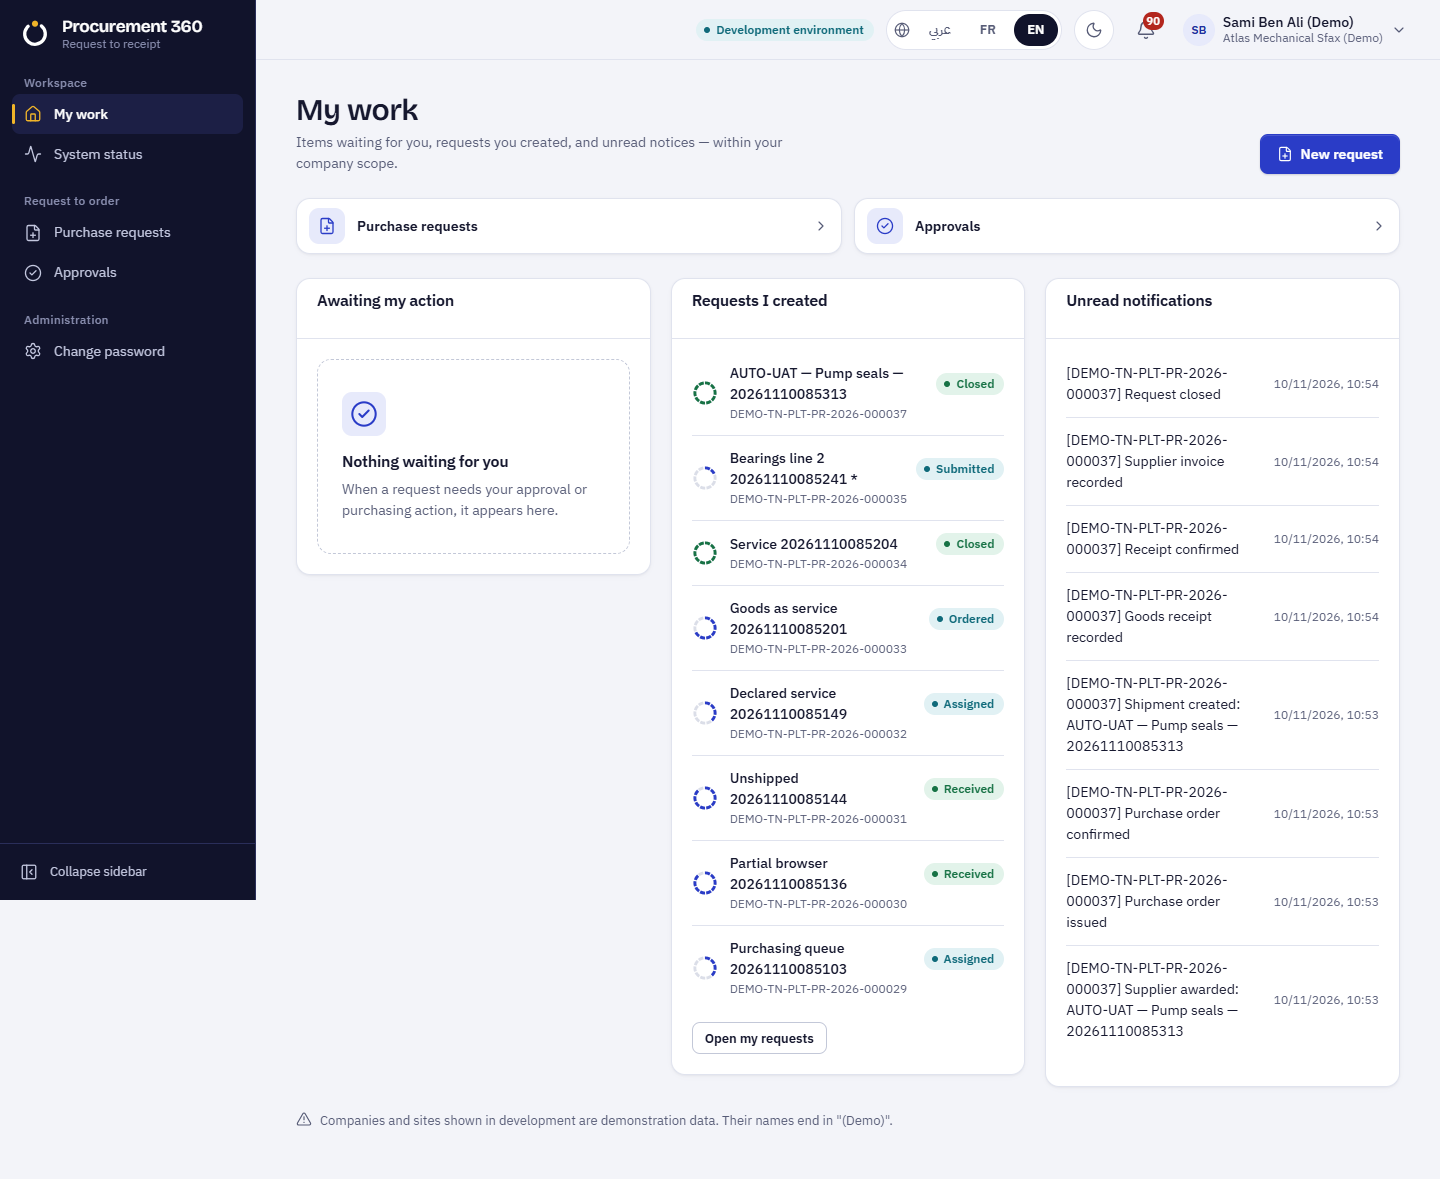 Procurement 360
Request to receipt
Workspace
My work
System status
Request to order
Purchase requests
Approvals
Administration
Change password
Collapse sidebar
Development environment
عربي
FR
EN
90
SB
Sami Ben Ali (Demo)
Atlas Mechanical Sfax (Demo)
My work
Items waiting for you, requests you created, and unread notices — within your
company scope.
New request
Purchase requests
Approvals
Awaiting my action
Nothing waiting for you
When a request needs your approval or
purchasing action, it appears here.
Requests I created
AUTO-UAT — Pump seals —
20261110085313
DEMO-TN-PLT-PR-2026-000037
Closed
Bearings line 2
20261110085241 *
DEMO-TN-PLT-PR-2026-000035
Submitted
Service 20261110085204
DEMO-TN-PLT-PR-2026-000034
Closed
Goods as service
20261110085201
DEMO-TN-PLT-PR-2026-000033
Ordered
Declared service
20261110085149
DEMO-TN-PLT-PR-2026-000032
Assigned
Unshipped
20261110085144
DEMO-TN-PLT-PR-2026-000031
Received
Partial browser
20261110085136
DEMO-TN-PLT-PR-2026-000030
Received
Purchasing queue
20261110085103
DEMO-TN-PLT-PR-2026-000029
Assigned
Open my requests
Unread notifications
[DEMO-TN-PLT-PR-2026-
000037] Request closed
10/11/2026, 10:54
[DEMO-TN-PLT-PR-2026-
000037] Supplier invoice
recorded
10/11/2026, 10:54
[DEMO-TN-PLT-PR-2026-
000037] Receipt confirmed
10/11/2026, 10:54
[DEMO-TN-PLT-PR-2026-
000037] Goods receipt
recorded
10/11/2026, 10:54
[DEMO-TN-PLT-PR-2026-
000037] Shipment created:
AUTO-UAT — Pump seals —
20261110085313
10/11/2026, 10:53
[DEMO-TN-PLT-PR-2026-
000037] Purchase order
confirmed
10/11/2026, 10:53
[DEMO-TN-PLT-PR-2026-
000037] Purchase order
issued
10/11/2026, 10:53
[DEMO-TN-PLT-PR-2026-
000037] Supplier awarded:
AUTO-UAT — Pump seals —
20261110085313
10/11/2026, 10:53
Companies and sites shown in development are demonstration data. Their names end in "(Demo)".